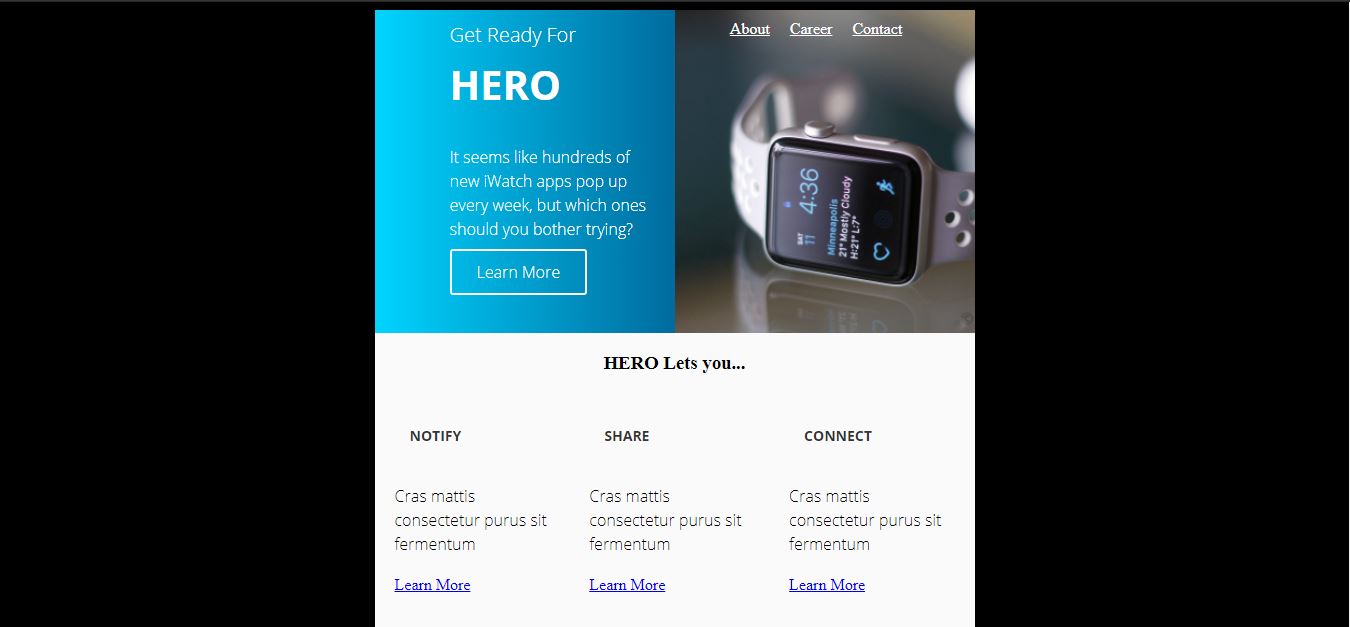 Get Ready For
HERO
It seems like hundreds of
new iWatch apps pop up
every week, but which ones
should you bother trying?
Learn More
About Career Contact
4:36
SAT
11
Minneapolis
21° Mostly Cloudy
H:21° L:7°
HERO Lets you...
NOTIFY
Cras mattis
consectetur purus sit
fermentum
Learn More
SHARE
Cras mattis
consectetur purus sit
fermentum
Learn More
CONNECT
Cras mattis
consectetur purus sit
fermentum
Learn More